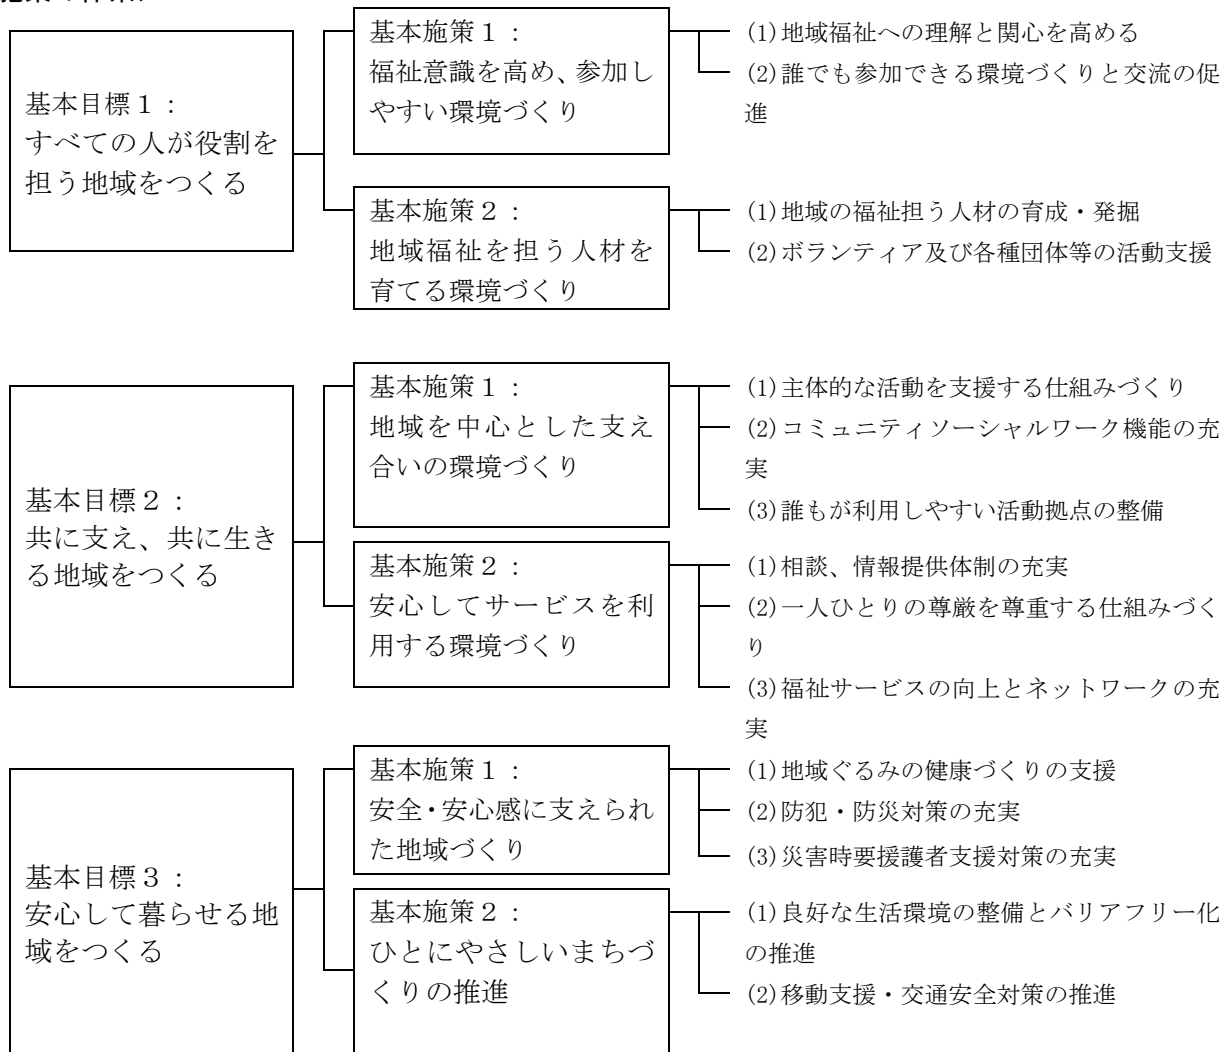 基本目標１：
すべての人が役割を
担う地域をつくる
基本施策１：
福祉意識を高め、参加し
やすい環境づくり
(1)地域福祉への理解と関心を高める
(2)誰でも参加できる環境づくりと交流の促
進
基本施策２：
地域福祉を担う人材を
育てる環境づくり
(1)地域の福祉担う人材の育成・発掘
(2)ボランティア及び各種団体等の活動支援
基本目標２：
共に支え、共に生き
る地域をつくる
基本施策１：
地域を中心とした支え
合いの環境づくり
(1)主体的な活動を支援する仕組みづくり
(2)コミュニティソーシャルワーク機能の充
実
(3)誰もが利用しやすい活動拠点の整備
基本施策２：
安心してサービスを利
用する環境づくり
(1)相談、情報提供体制の充実
(2)一人ひとりの尊厳を尊重する仕組みづく
り
(3)福祉サービスの向上とネットワークの充
実
基本目標３：
安心して暮らせる地
域をつくる
基本施策１：
安全・安心感に支えられ
た地域づくり
(1)地域ぐるみの健康づくりの支援
(2)防犯・防災対策の充実
(3)災害時要援護者支援対策の充実
基本施策２：
ひとにやさしいまちづ
くりの推進
(1)良好な生活環境の整備とバリアフリー化
の推進
(2)移動支援・交通安全対策の推進